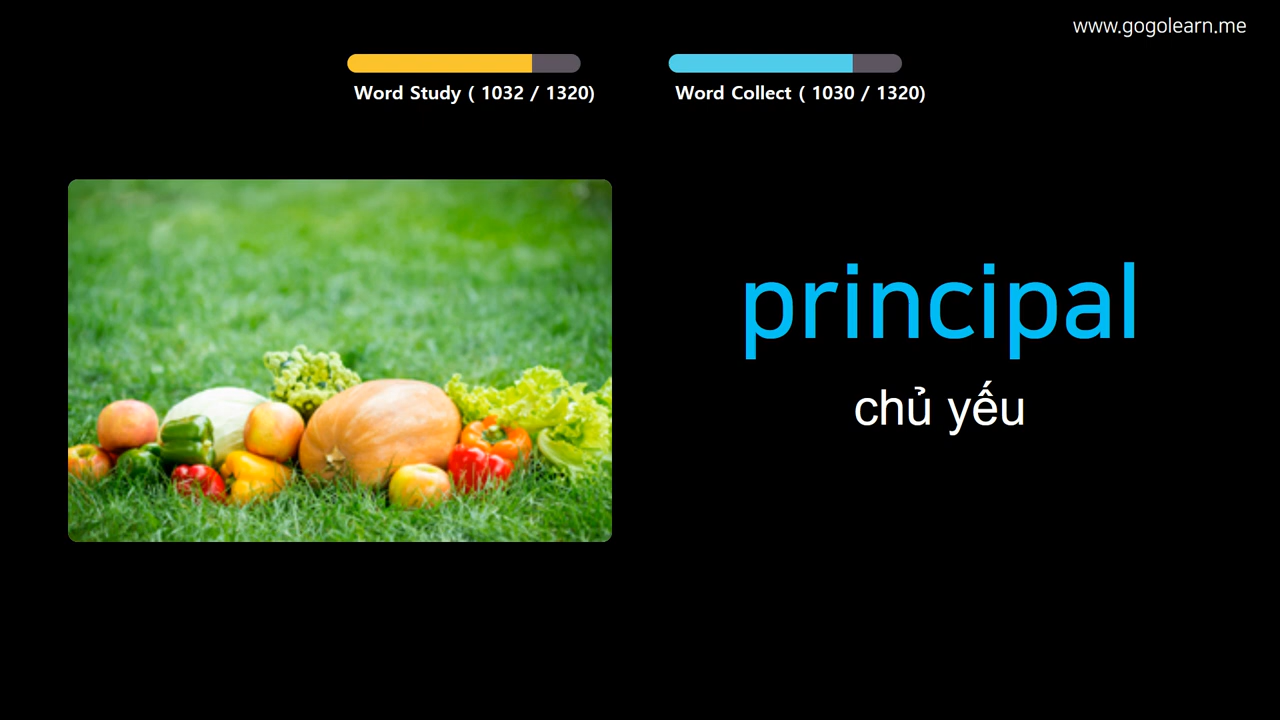 www.gogolearn.me
Word Study ( 1032 / 1320)
Word Collect ( 1030 / 1320)
principal
chủ yếu